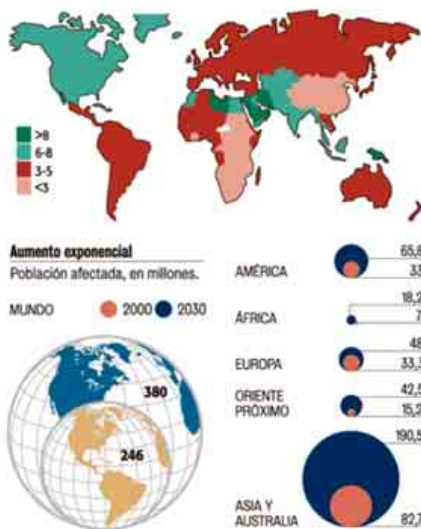 >8
6-8
3-5
<3
Aumento exponencial
Población afectada, en millones.
MUNDO 2000 2030
380
246
AMÉRICA
65,8
33
ÁFRICA
18,2
7
EUROPA
48
33,3
ORIENTE
PRÓXIMO
42,5
15,2
ASIA Y
AUSTRALIA
190,5
82,7